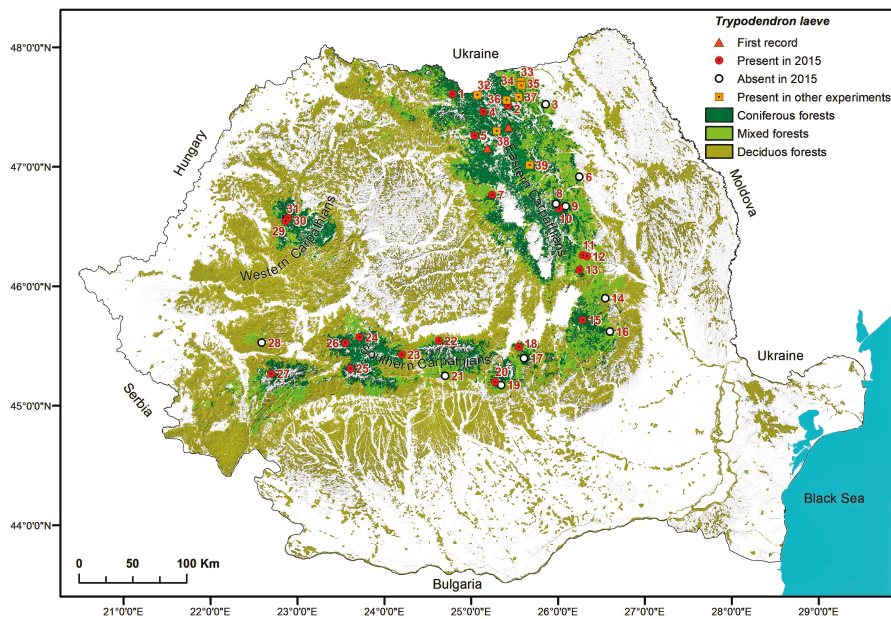 Trypodendron laeve
First record
Present in 2015
Absent in 2015
Present in other experiments
Coniferous forests
Mixed forests
Deciduos forests
Ukraine
Hungary
Moldova
Serbia
Ukraine
Black Sea
Bulgaria
Eastern Carpathians
Western Carpathians
Southern Carpathians
33
34
35
32
1
36
37
2
3
4
5
38
39
6
7
8
9
10
11
12
13
14
15
16
31
30
29
28
26
24
23
22
18
17
27
25
21
20
19
48°0'0"N
47°0'0"N
46°0'0"N
45°0'0"N
44°0'0"N
0 50 100 Km
21°0'0"E 22°0'0"E 23°0'0"E 24°0'0"E 25°0'0"E 26°0'0"E 27°0'0"E 28°0'0"E 29°0'0"E